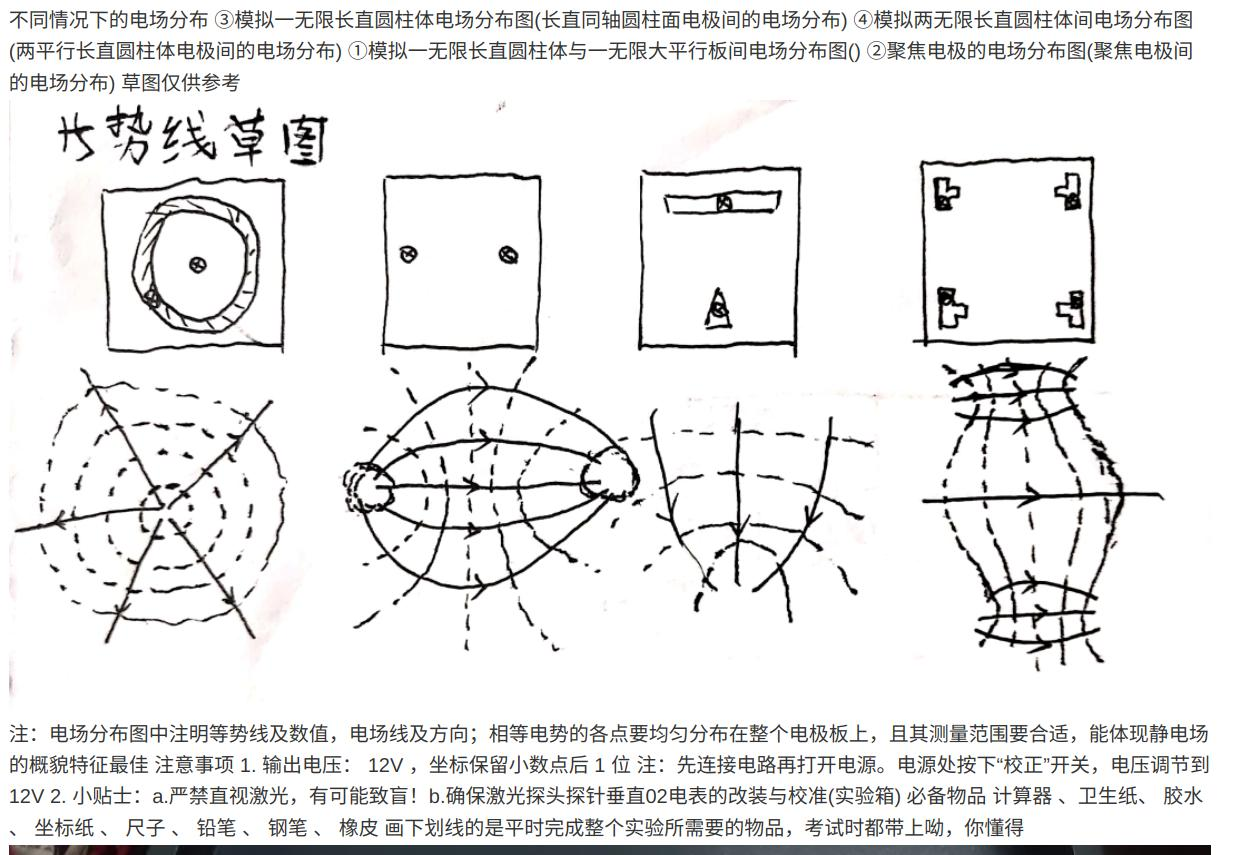 不同情况下的电场分布 ③模拟一无限长直圆柱体电场分布图(长直同轴圆柱面电极间的电场分布) ④模拟两无限长直圆柱体间电场分布图
(两平行长直圆柱体电极间的电场分布) ①模拟一无限长直圆柱体与一无限大平行板间电场分布图() ②聚焦电极的电场分布图(聚焦电极间
的电场分布) 草图仅供参考
势线草图
注：电场分布图中注明等势线及数值，电场线及方向；相等电势的各点要均匀分布在整个电极板上，且其测量范围要合适，能体现静电场
的概貌特征最佳 注意事项 1. 输出电压： 12V ，坐标保留小数点后 1 位 注：先连接电路再打开电源。电源处按下“校正”开关，电压调节到
12V 2. 小贴士：a.严禁直视激光，有可能致盲！b.确保激光探头探针垂直02电表的改装与校准(实验箱) 必备物品 计算器 、卫生纸、 胶水
、 坐标纸 、 尺子 、 铅笔 、 钢笔 、 橡皮 画下划线的是平时完成整个实验所需要的物品，考试时都带上呦，你懂得